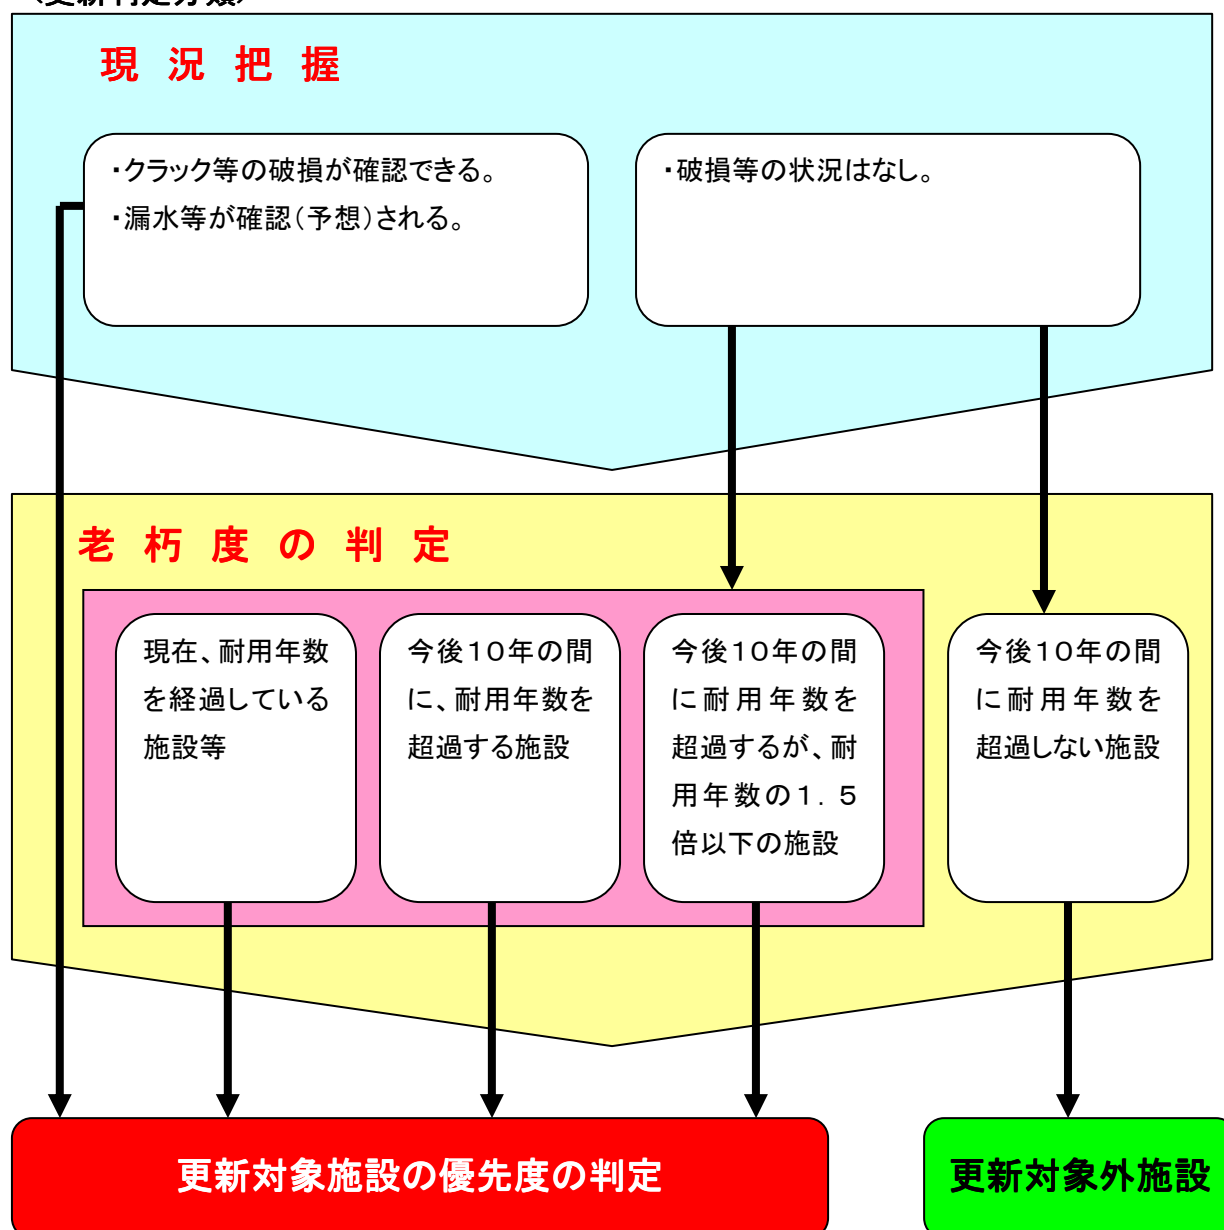 現況把握
・クラック等の破損が確認できる。
・漏水等が確認（予想）される。
・破損等の状況はなし。
老朽度の判定
現在、耐用年数
を経過している
施設等
今後１０年の間
に、耐用年数を
超過する施設
今後１０年の間
に耐用年数を
超過するが、耐
用年数の１．５
倍以下の施設
今後１０年の間
に耐用年数を
超過しない施設
更新対象施設の優先度の判定
更新対象外施設